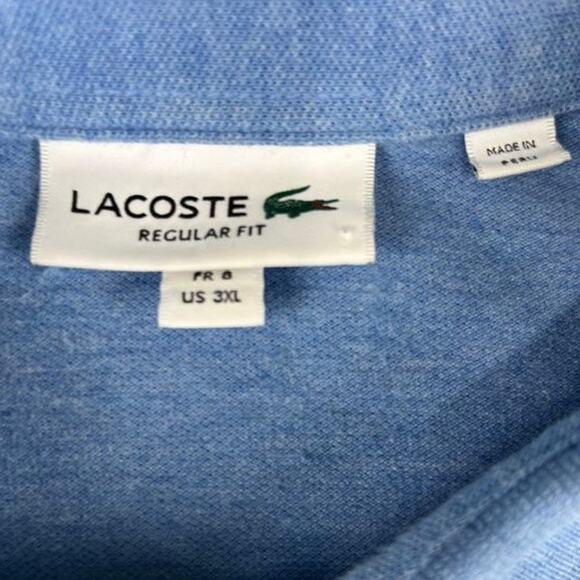 LACOSTE
REGULAR FIT
FR 8
US 3XL
MADE IN
PERU